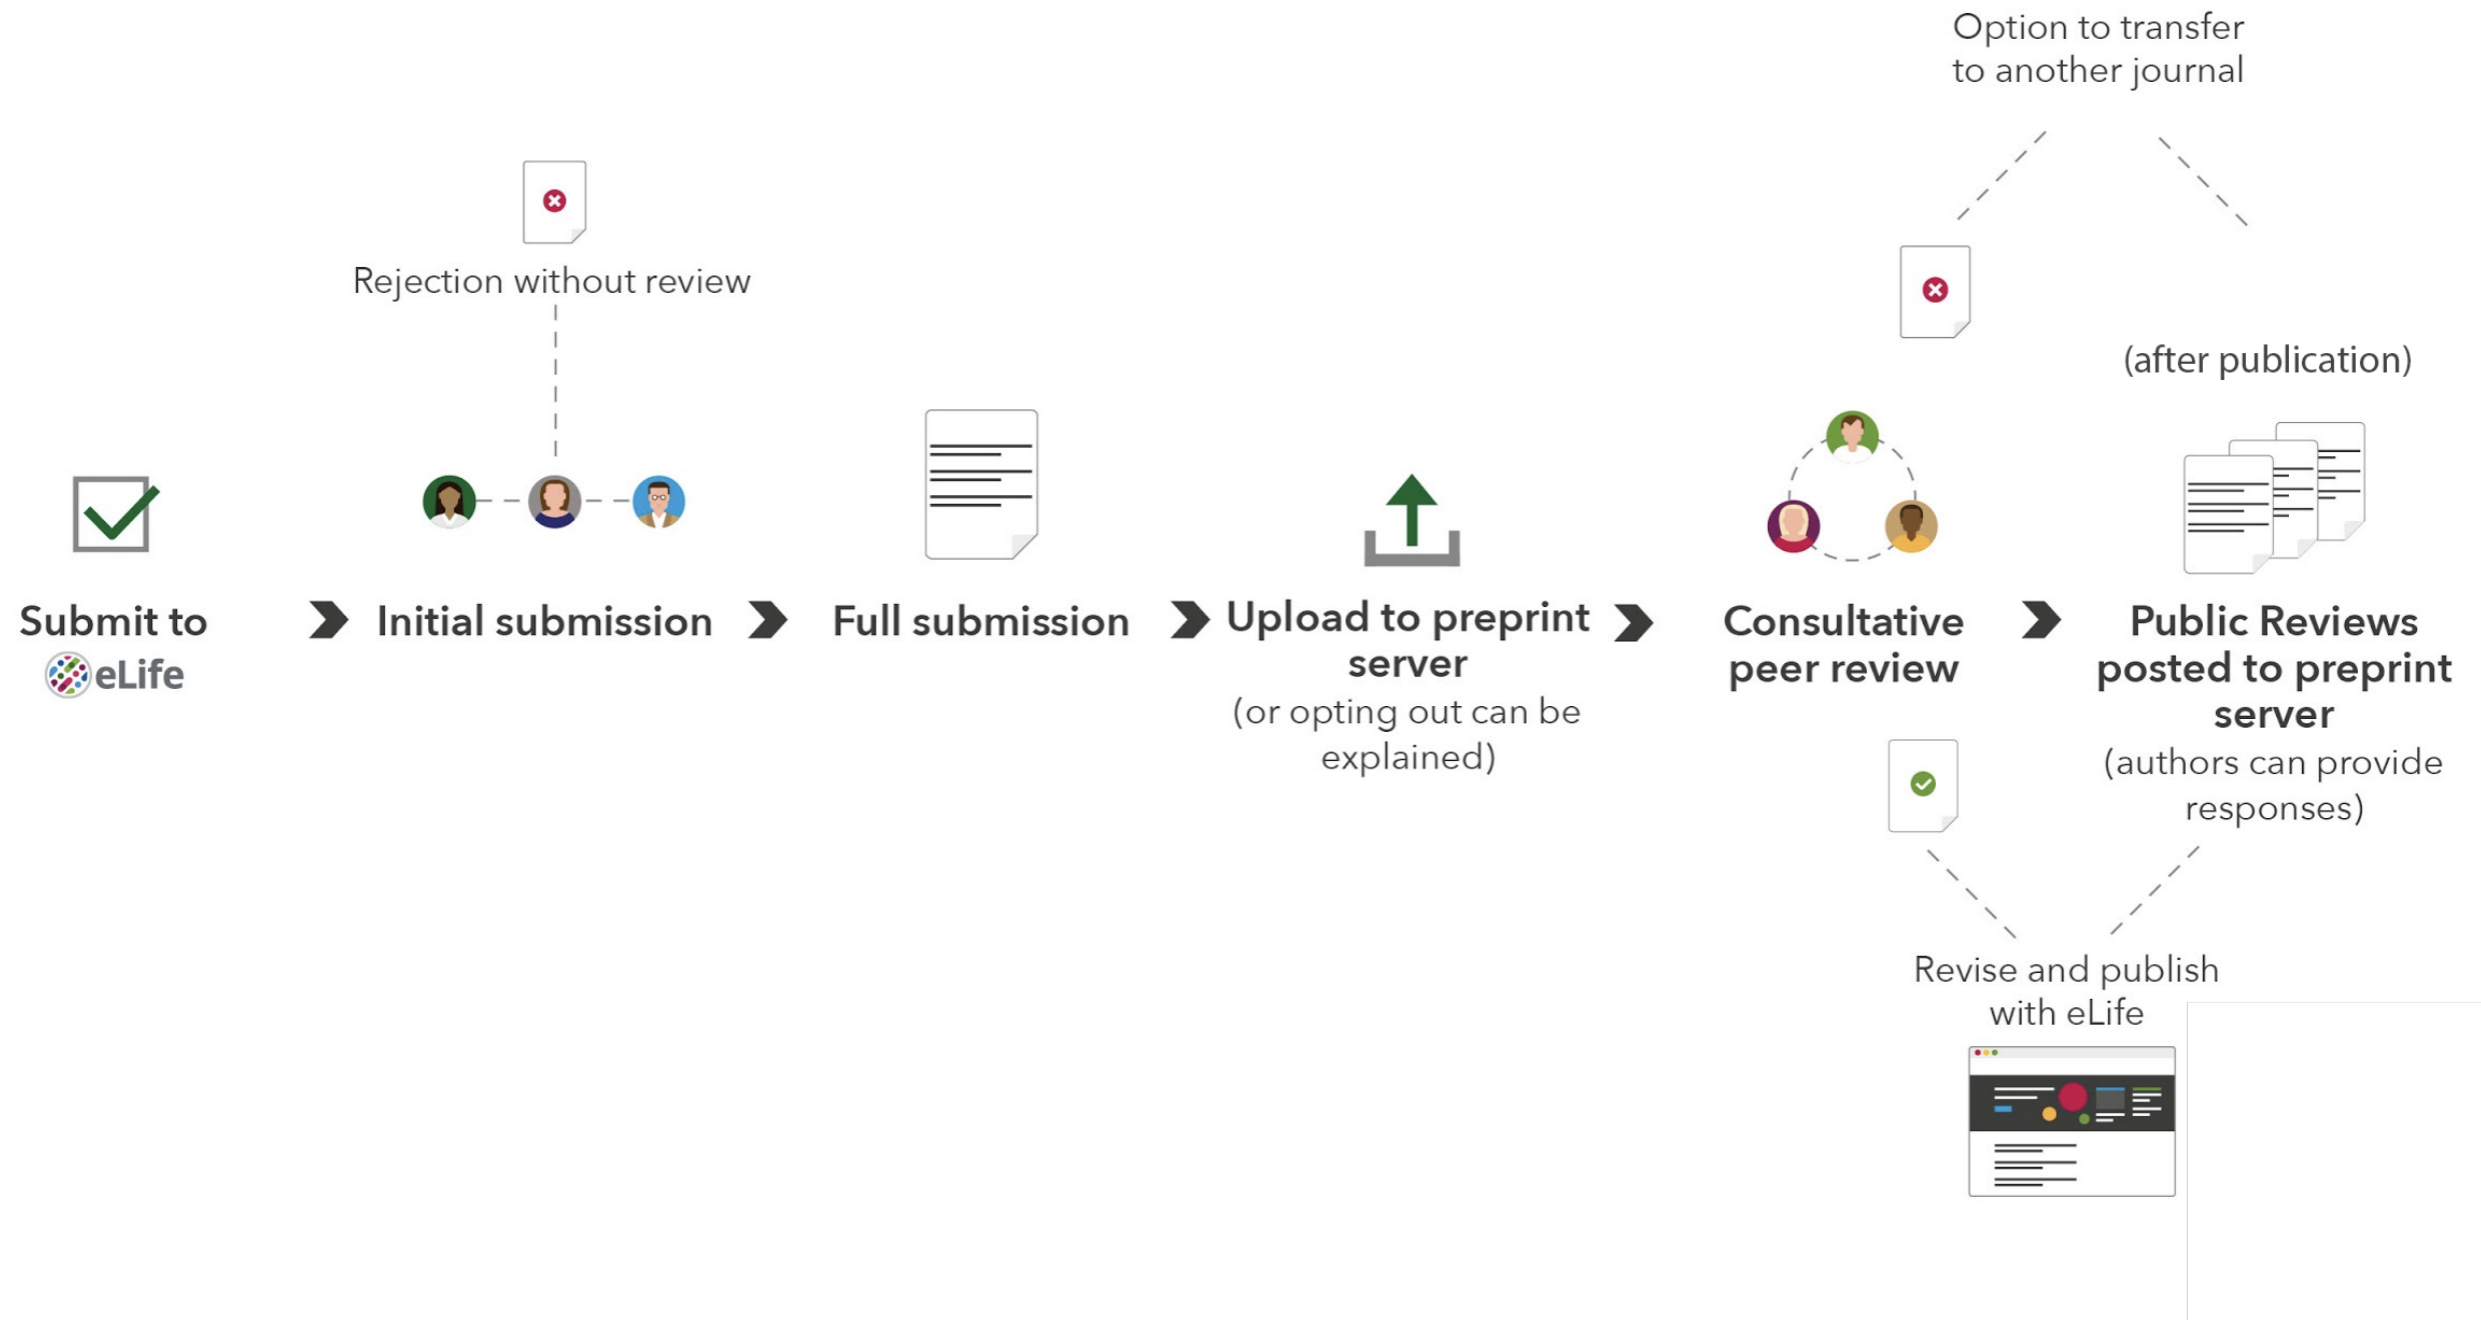 Option to transfer
to another journal
Rejection without review
(after publication)
Submit to
eLife
Initial submission
Full submission
Upload to preprint
server
(or opting out can be
explained)
Consultative
peer review
Public Reviews
posted to preprint
server
(authors can provide
responses)
Revise and publish
with eLife